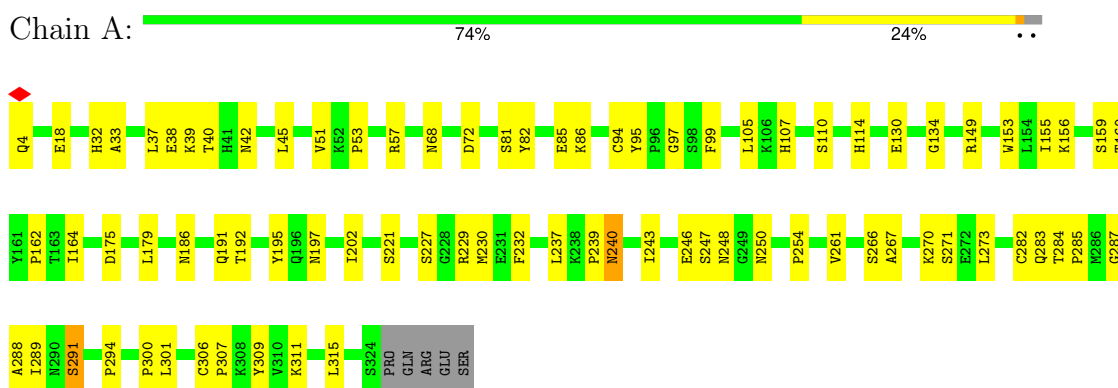 Chain A:
74% 24% • •
Q4 E18 H32 A33 L37 E38 K39 T40 H41 N42 L45 V51 K52 P53 R57 N68 D72 S81 Y82 E85 K86 C94 Y95 P96 G97 S98 F99 L105 K106 H107 S110 H114 E130 G134 R149 W153 L154 I155 K156 S159
Y161 P162 T163 I164 D175 L179 N186 Q191 T192 Y195 Q196 N197 I202 S221 S227 G228 R229 M230 E231 F232 L237 K238 P239 N240 I243 E246 S247 N248 G249 N250 P254 V261 S266 A267 K270 S271 E272 L273 C282 Q283 T284 P285 M286 G287
A288 I289 N290 S291 P294 P300 L301 C306 P307 K308 Y309 V310 K311 L315 S324 PRO GLN ARG GLU SER